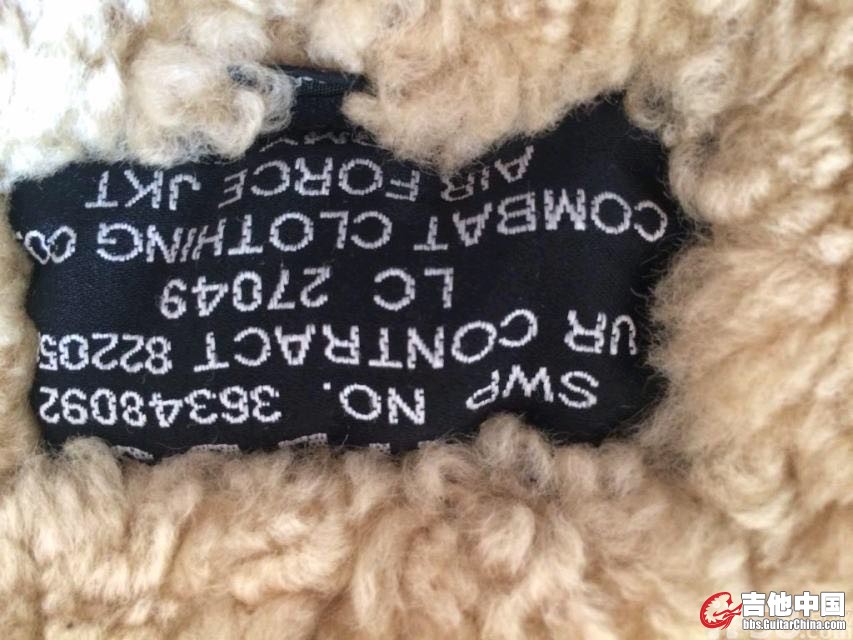 SWP NO. 36348092
UR CONTRACT 82205
LC 27049
COMBAT CLOTHING CO.
AIR FORCE JKT
吉他中国
bbs.GuitarChina.com